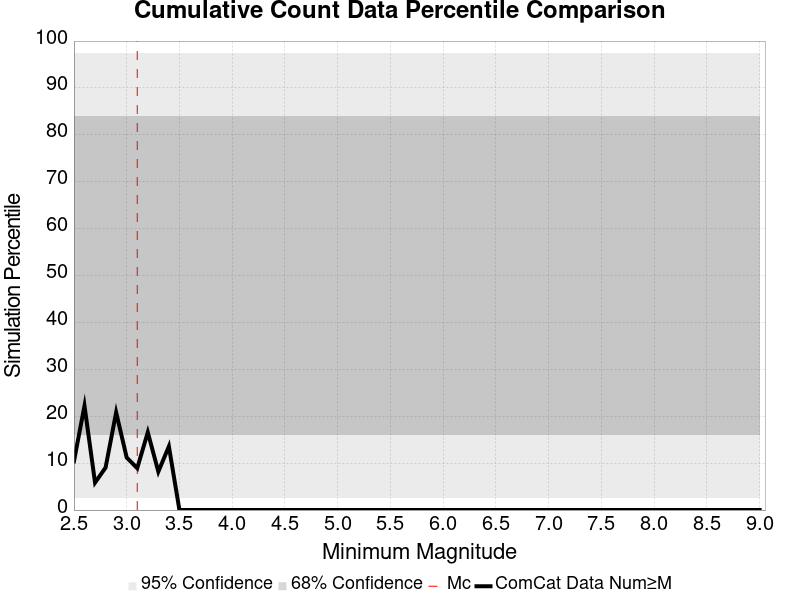 Cumulative Count Data Percentile Comparison
100
90
80
70
60
50
40
30
20
10
0
Simulation Percentile
2.5 3.0 3.5 4.0 4.5 5.0 5.5 6.0 6.5 7.0 7.5 8.0 8.5 9.0
Minimum Magnitude
95% Confidence 68% Confidence Mc ComCat Data Num≥M